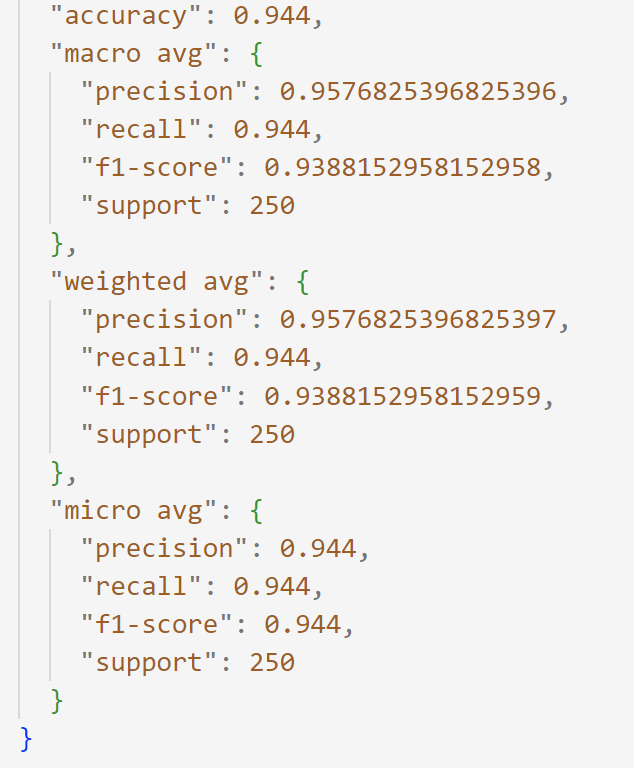 "accuracy": 0.944,
"macro avg": {
"precision": 0.9576825396825396,
"recall": 0.944,
"f1-score": 0.9388152958152958,
"support": 250
},
"weighted avg": {
"precision": 0.9576825396825397,
"recall": 0.944,
"f1-score": 0.9388152958152959,
"support": 250
},
"micro avg": {
"precision": 0.944,
"recall": 0.944,
"f1-score": 0.944,
"support": 250
}
}